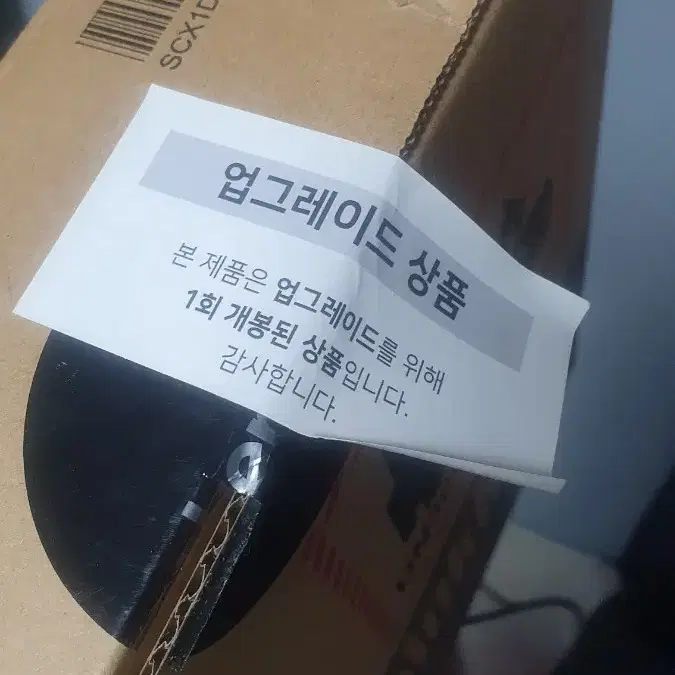 SCX1D
업그레이드 상품
본 제품은 업그레이드를 위해
1회 개봉된 상품입니다.
감사합니다.